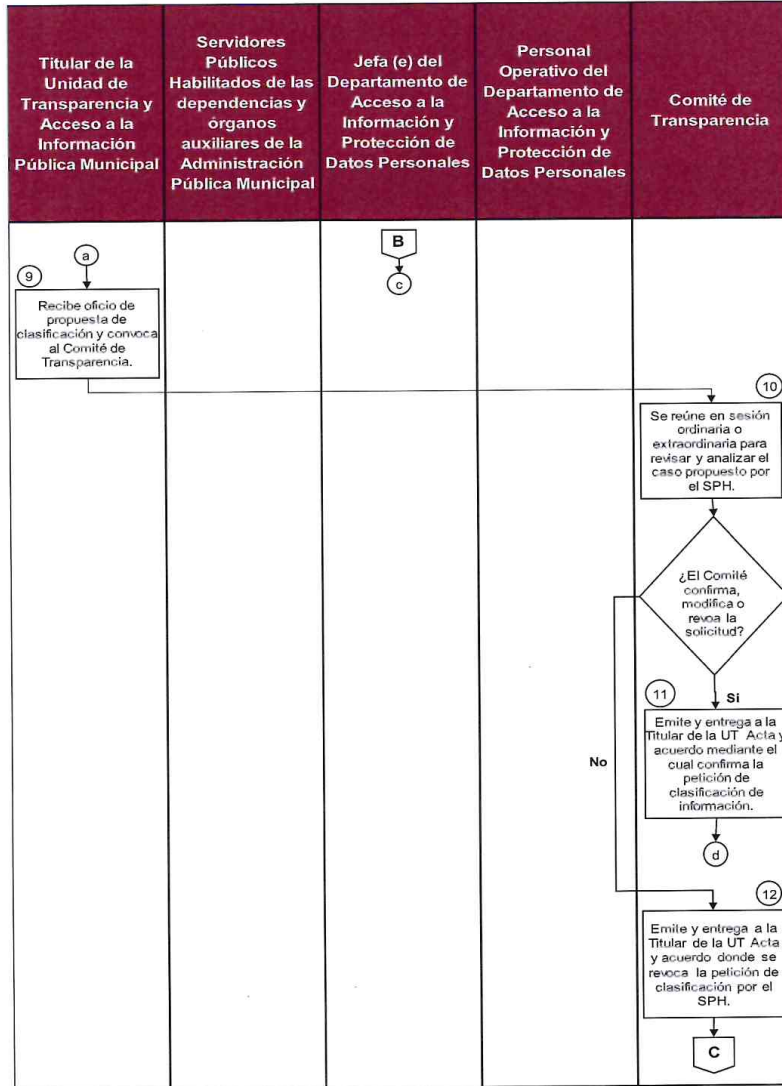 Titular de la
Unidad de
Transparencia y
Acceso a la
Información
Pública Municipal
Servidores
Públicos
Habilitados de las
dependencias y
órganos
auxiliares de la
Administración
Pública Municipal
Jefa (e) del
Departamento de
Acceso a la
Información y
Protección de
Datos Personales
Personal
Operativo del
Departamento de
Acceso a la
Información y
Protección de
Datos Personales
Comité de
Transparencia
a
B
c
9
Recibe oficio de
propuesta de
clasificación y convoca
al Comité de
Transparencia.
10
Se reúne en sesión
ordinaria o
extraordinaria para
revisar y analizar el
caso propuesto por
el SPH.
¿El Comité
confirma,
modifica o
revoa la
solicitud?
Si
No
11
Emite y entrega a la
Titular de la UT Acta y
acuerdo mediante el
cual confirma la
petición de
clasificación de
información.
d
12
Emite y entrega a la
Titular de la UT Acta
y acuerdo donde se
revoca la petición de
clasificación por el
SPH.
C